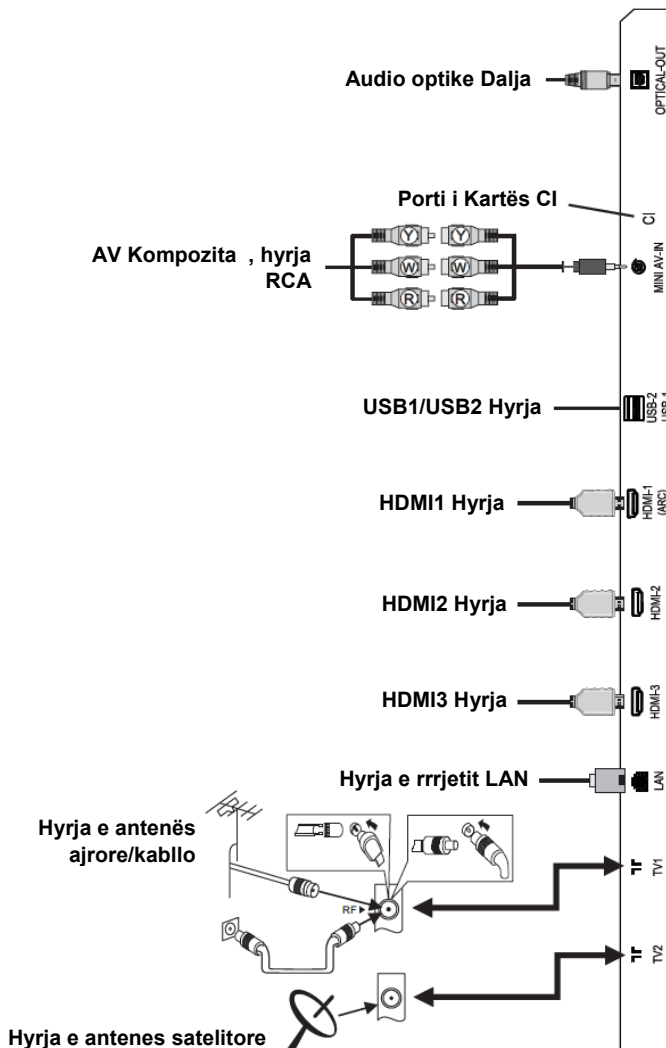 Audio optike Dalja
OPTICAL-OUT
Porti i Kartës CI
CI
AV Kompozita , hyrja
RCA
Y Y
W W
R R
MINI AV-IN
USB1/USB2 Hyrja
USB-2
USB-1
HDMI1 Hyrja
HDMI-1
(ARC)
HDMI2 Hyrja
HDMI-2
HDMI3 Hyrja
HDMI-3
Hyrja e rrrjetit LAN
LAN
Hyrja e antenës
ajrore/kabllo
RF
TV1
TV2
Hyrja e antenes satelitore